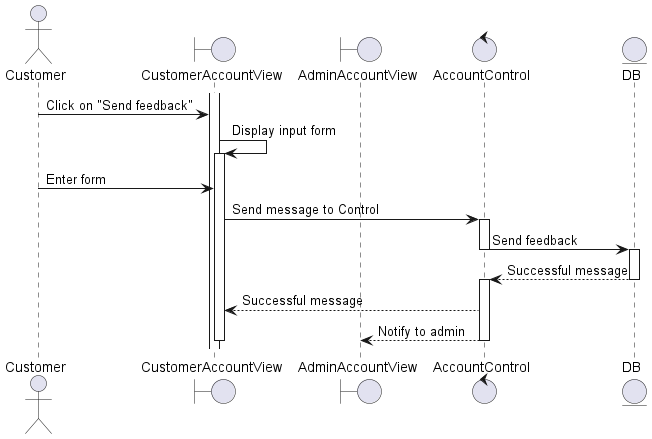 Customer
CustomerAccountView
AdminAccountView
AccountControl
DB
Click on "Send feedback"
Display input form
Enter form
Send message to Control
Send feedback
Successful message
Successful message
Notify to admin
Customer
CustomerAccountView
AdminAccountView
AccountControl
DB